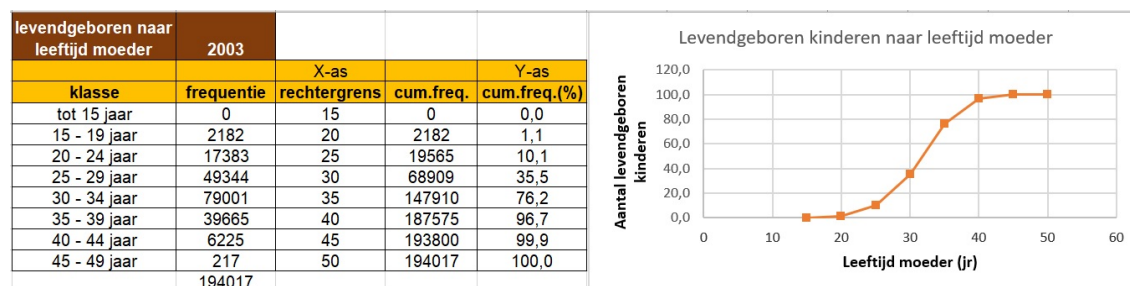 levendgeboren naar
leeftijd moeder 2003
X-as Y-as
klasse frequentie rechtergrens cum.freq. cum.freq.(%)
tot 15 jaar 0 15 0 0,0
15 - 19 jaar 2182 20 2182 1,1
20 - 24 jaar 17383 25 19565 10,1
25 - 29 jaar 49344 30 68909 35,5
30 - 34 jaar 79001 35 147910 76,2
35 - 39 jaar 39665 40 187575 96,7
40 - 44 jaar 6225 45 193800 99,9
45 - 49 jaar 217 50 194017 100,0
194017
Levendgeboren kinderen naar leeftijd moeder
Aantal levendgeboren
kinderen
120,0
100,0
80,0
60,0
40,0
20,0
0,0
0 10 20 30 40 50 60
Leeftijd moeder (jr)